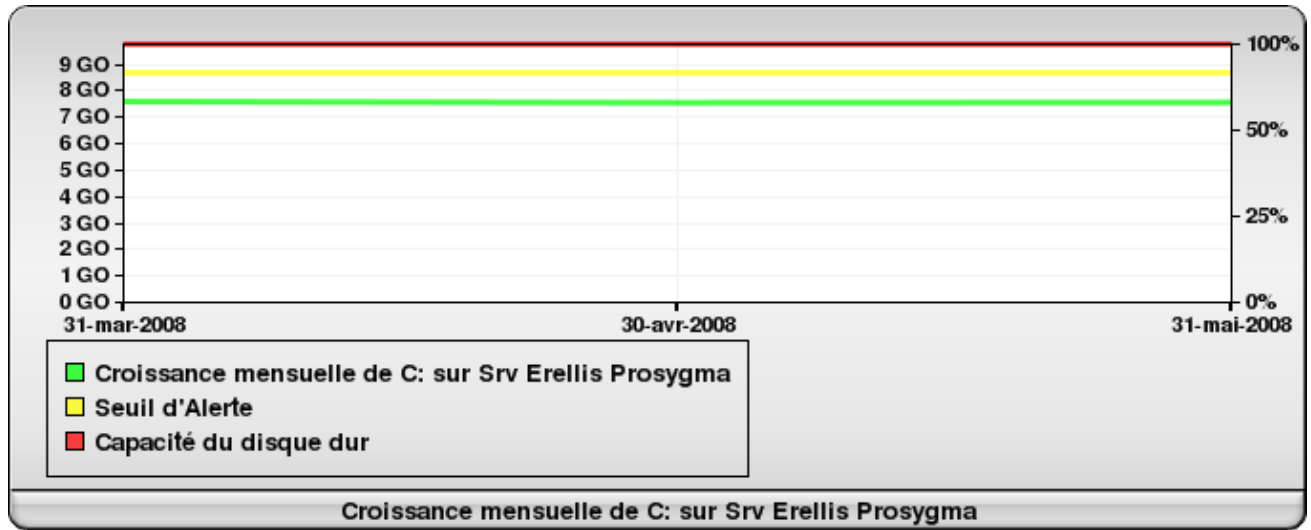 100%
9 GO
8 GO
7 GO
50%
6 GO
5 GO
4 GO
25%
3 GO
2 GO
1 GO
0 GO
0%
31-mar-2008
30-avr-2008
31-mai-2008
Croissance mensuelle de C: sur Srv Erellis Prosygma
Seuil d'Alerte
Capacité du disque dur
Croissance mensuelle de C: sur Srv Erellis Prosygma